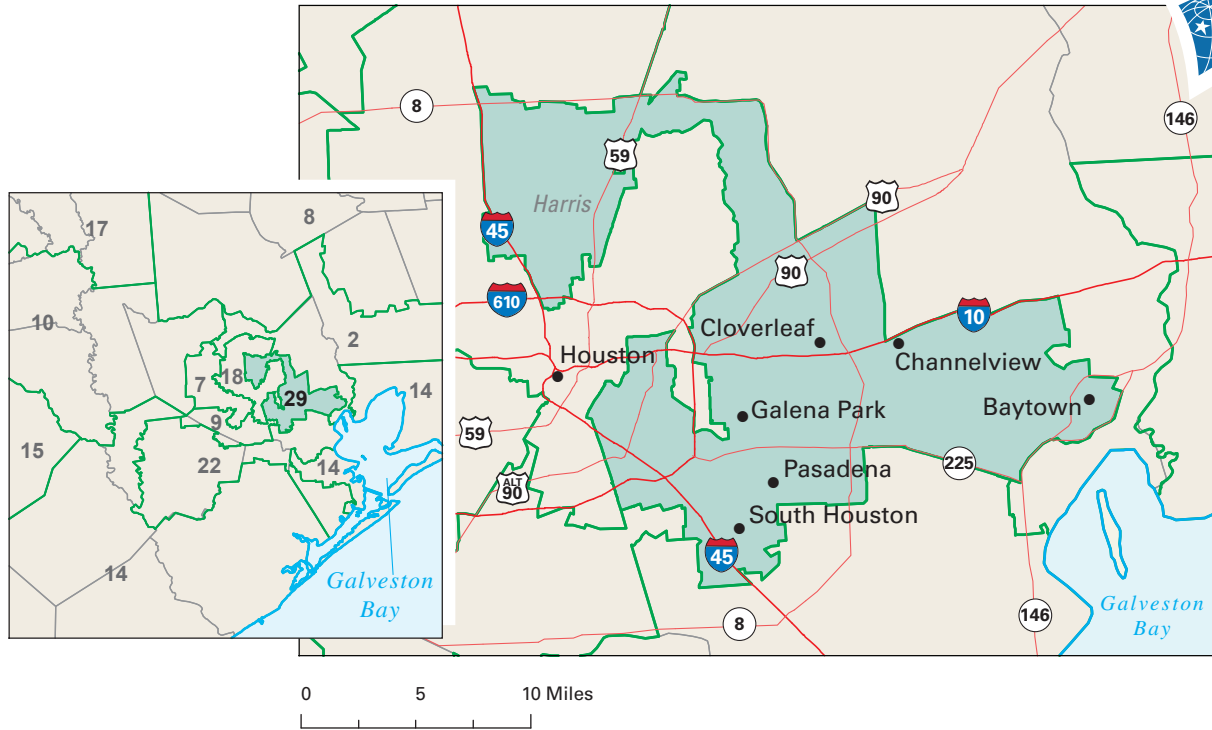 8
59
146
Harris
90
45
90
610
10
Cloverleaf
Channelview
Houston
Galena Park
Baytown
59
225
ALT
90
Pasadena
South Houston
45
8
146
Galveston
Bay
17
8
10
2
7
18
14
29
9
15
22
14
14
Galveston
Bay
0
5
10 Miles